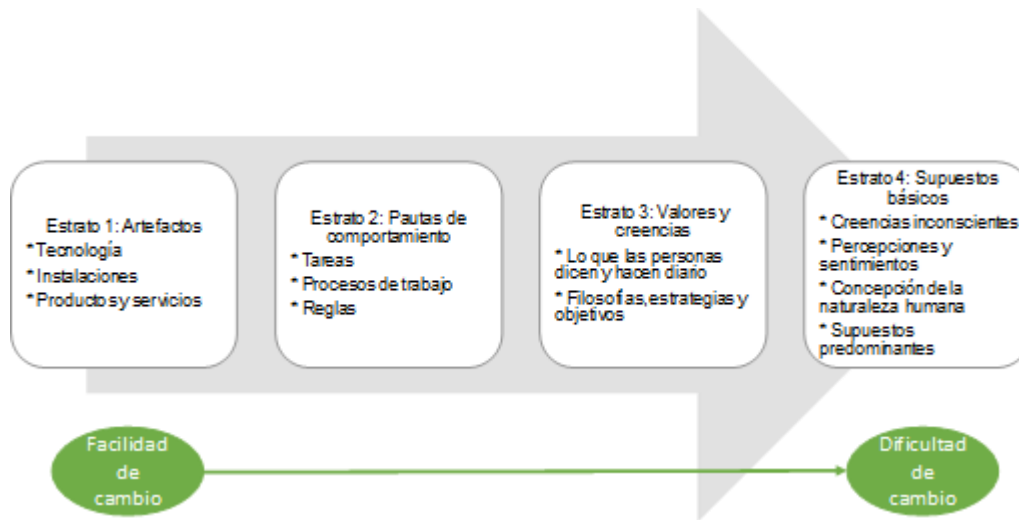 Estrato 1: Artefactos
* Tecnología
* Instalaciones
* Productos y servicios
Estrato 2: Pautas de
comportamiento
* Tareas
* Procesos de trabajo
* Reglas
Estrato 3: Valores y
creencias
* Lo que las personas
dicen y hacen diario
* Filosofías, estrategias y
objetivos
Estrato 4: Supuestos
básicos
* Creencias inconscientes
* Percepciones y
sentimientos
* Concepción de la
naturaleza humana
* Supuestos
predominantes
Facilidad
de
cambio
Dificultad
de
cambio